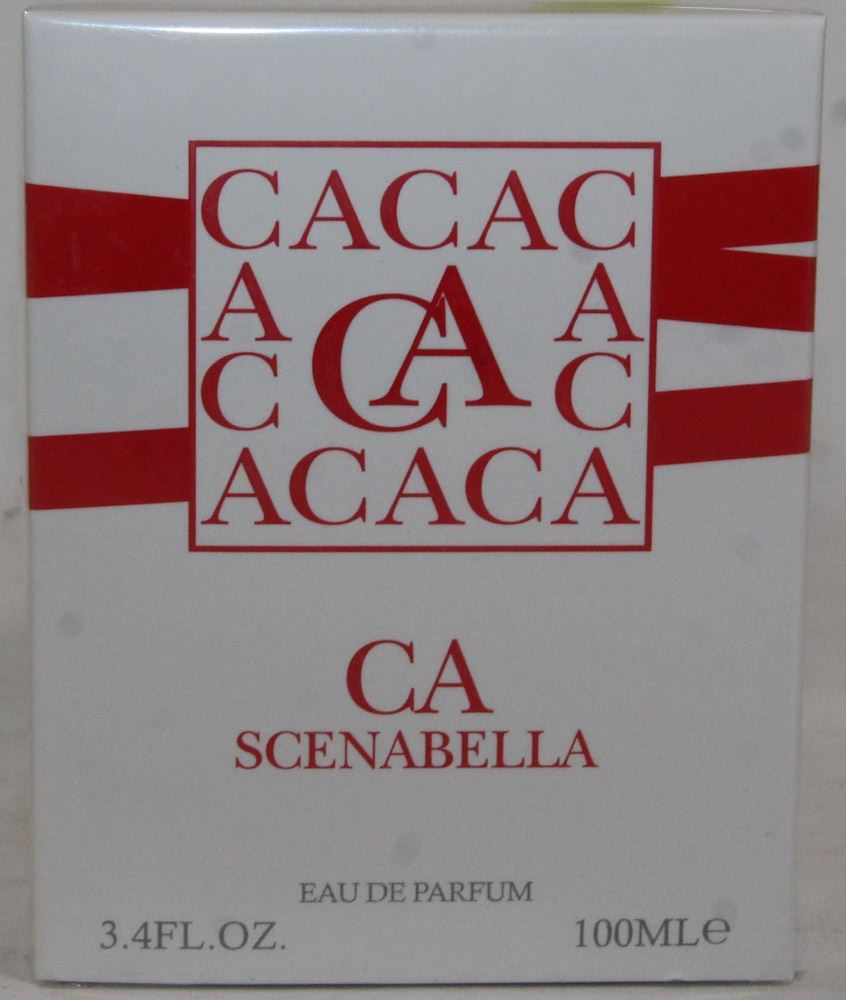 CACAC
A CA A
C C
ACACA
CA
SCENABELLA
EAU DE PARFUM
3.4FL.OZ. 100ML℮